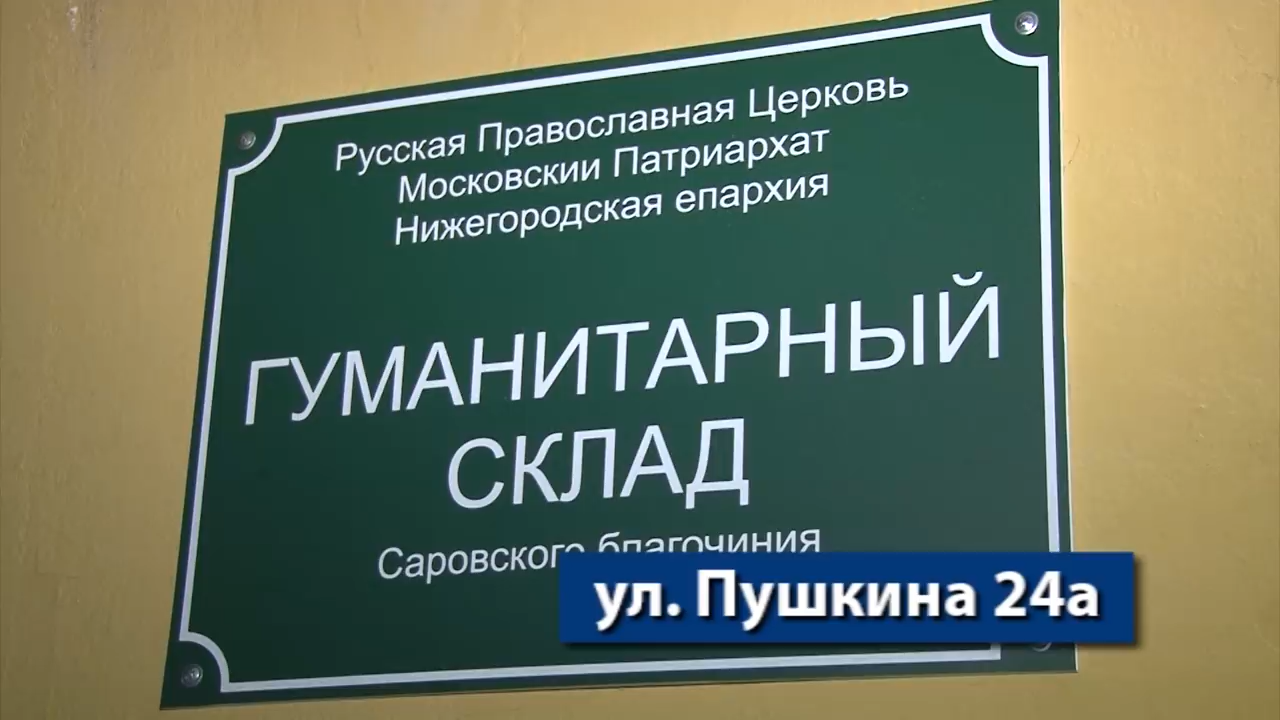 Русская Православная Церковь
Московскии Патриархат
Нижегородская епархия
ГУМАНИТАРНЫЙ
СКЛАД
Саровского благочиния
ул. Пушкина 24а